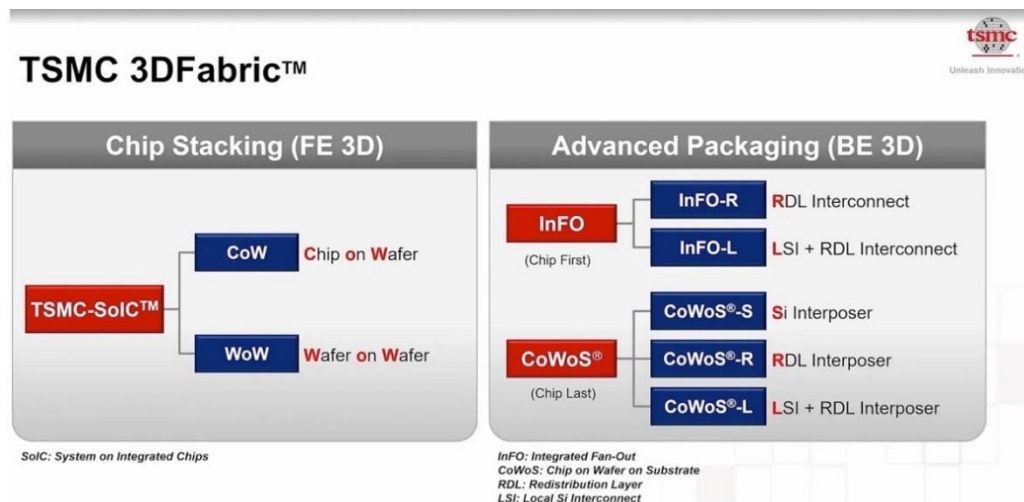 tsmc
Unleash Innovation
TSMC 3DFabric™
Chip Stacking (FE 3D)
TSMC-SoIC™
CoW
Chip on Wafer
WoW
Wafer on Wafer
SoIC: System on Integrated Chips
Advanced Packaging (BE 3D)
InFO
(Chip First)
InFO-R
RDL Interconnect
InFO-L
LSI + RDL Interconnect
CoWoS®
(Chip Last)
CoWoS®-S
Si Interposer
CoWoS®-R
RDL Interposer
CoWoS®-L
LSI + RDL Interposer
InFO: Integrated Fan-Out
CoWoS: Chip on Wafer on Substrate
RDL: Redistribution Layer
LSI: Local Si Interconnect